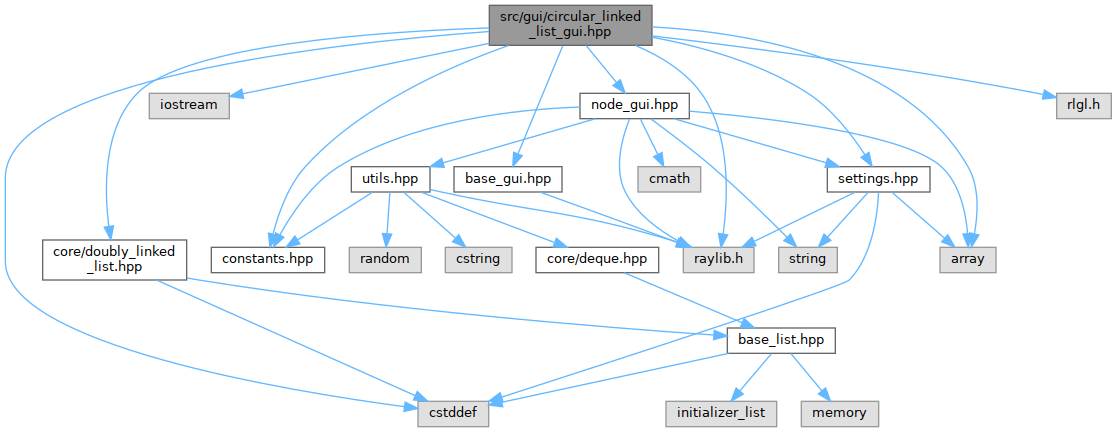 src/gui/circular_linked
_list_gui.hpp
iostream
node_gui.hpp
rlgl.h
utils.hpp
base_gui.hpp
cmath
settings.hpp
core/doubly_linked
_list.hpp
constants.hpp
random
cstring
core/deque.hpp
raylib.h
string
array
base_list.hpp
cstddef
initializer_list
memory